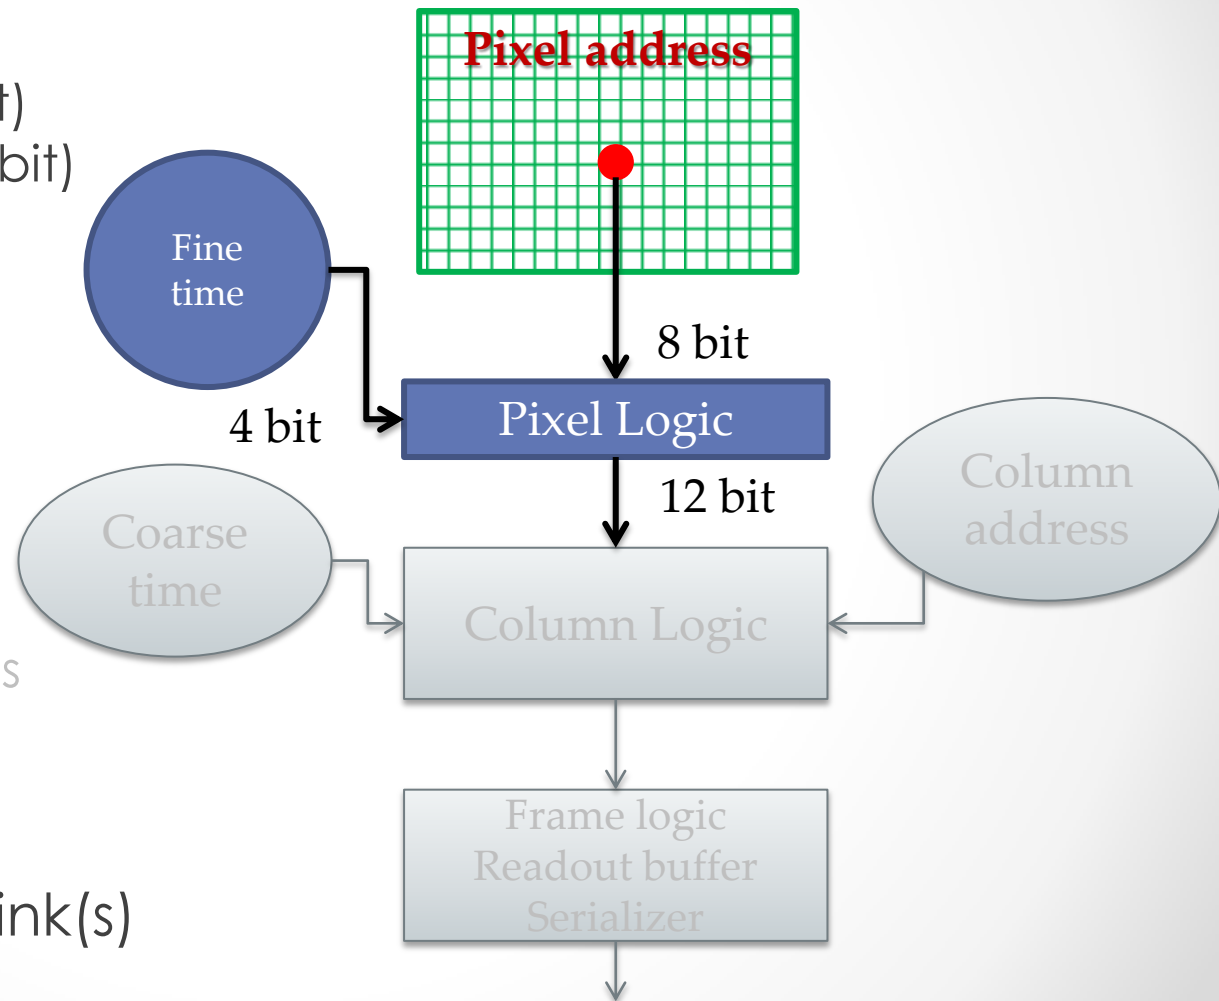 Pixel address
t)
bit)
Fine
time
8 bit
4 bit
Pixel Logic
12 bit
Column
address
Coarse
time
Column Logic
s
Frame logic
Readout buffer
Serializer
ink(s)